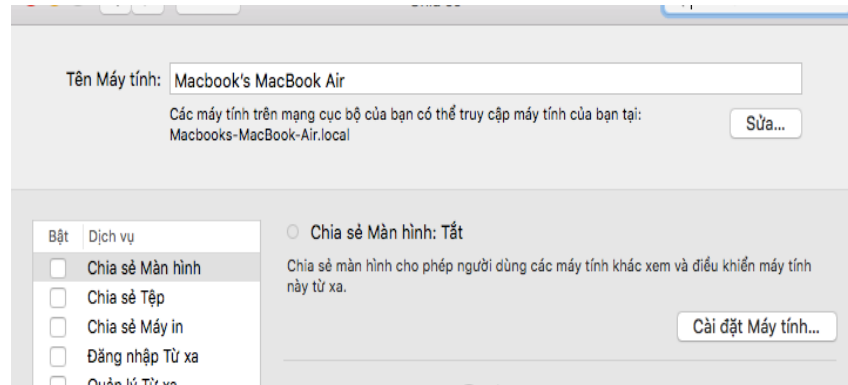 Tên Máy tính: Macbook's MacBook Air
Các máy tính trên mạng cục bộ của bạn có thể truy cập máy tính của bạn tại:
Macbooks-MacBook-Air.local
Sửa...
Bật Dịch vụ
Chia sẻ Màn hình
Chia sẻ Tệp
Chia sẻ Máy in
Đăng nhập Từ xa
Quản lý Từ xa
Chia sẻ Màn hình: Tắt
Chia sẻ màn hình cho phép người dùng các máy tính khác xem và điều khiển máy tính
này từ xa.
Cài đặt Máy tính...